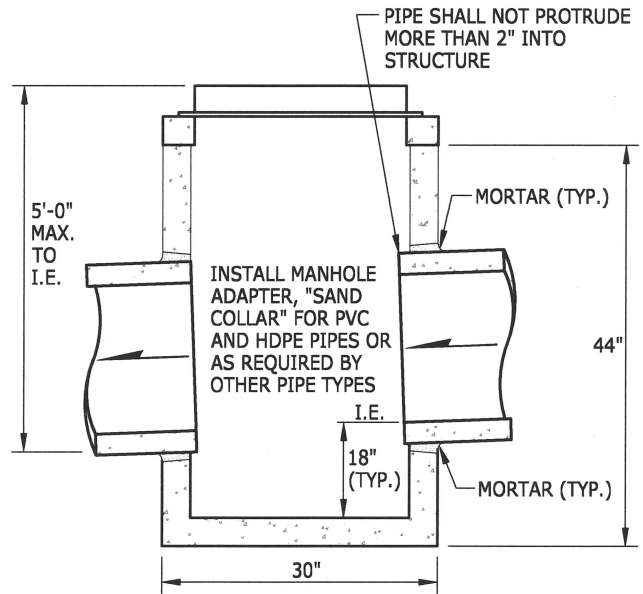 PIPE SHALL NOT PROTRUDE
MORE THAN 2" INTO
STRUCTURE
5'-0"
MAX.
TO
I.E.
MORTAR (TYP.)
INSTALL MANHOLE
ADAPTER, "SAND
COLLAR" FOR PVC
AND HDPE PIPES OR
AS REQUIRED BY
OTHER PIPE TYPES
44"
I.E.
18"
(TYP.)
MORTAR (TYP.)
30"